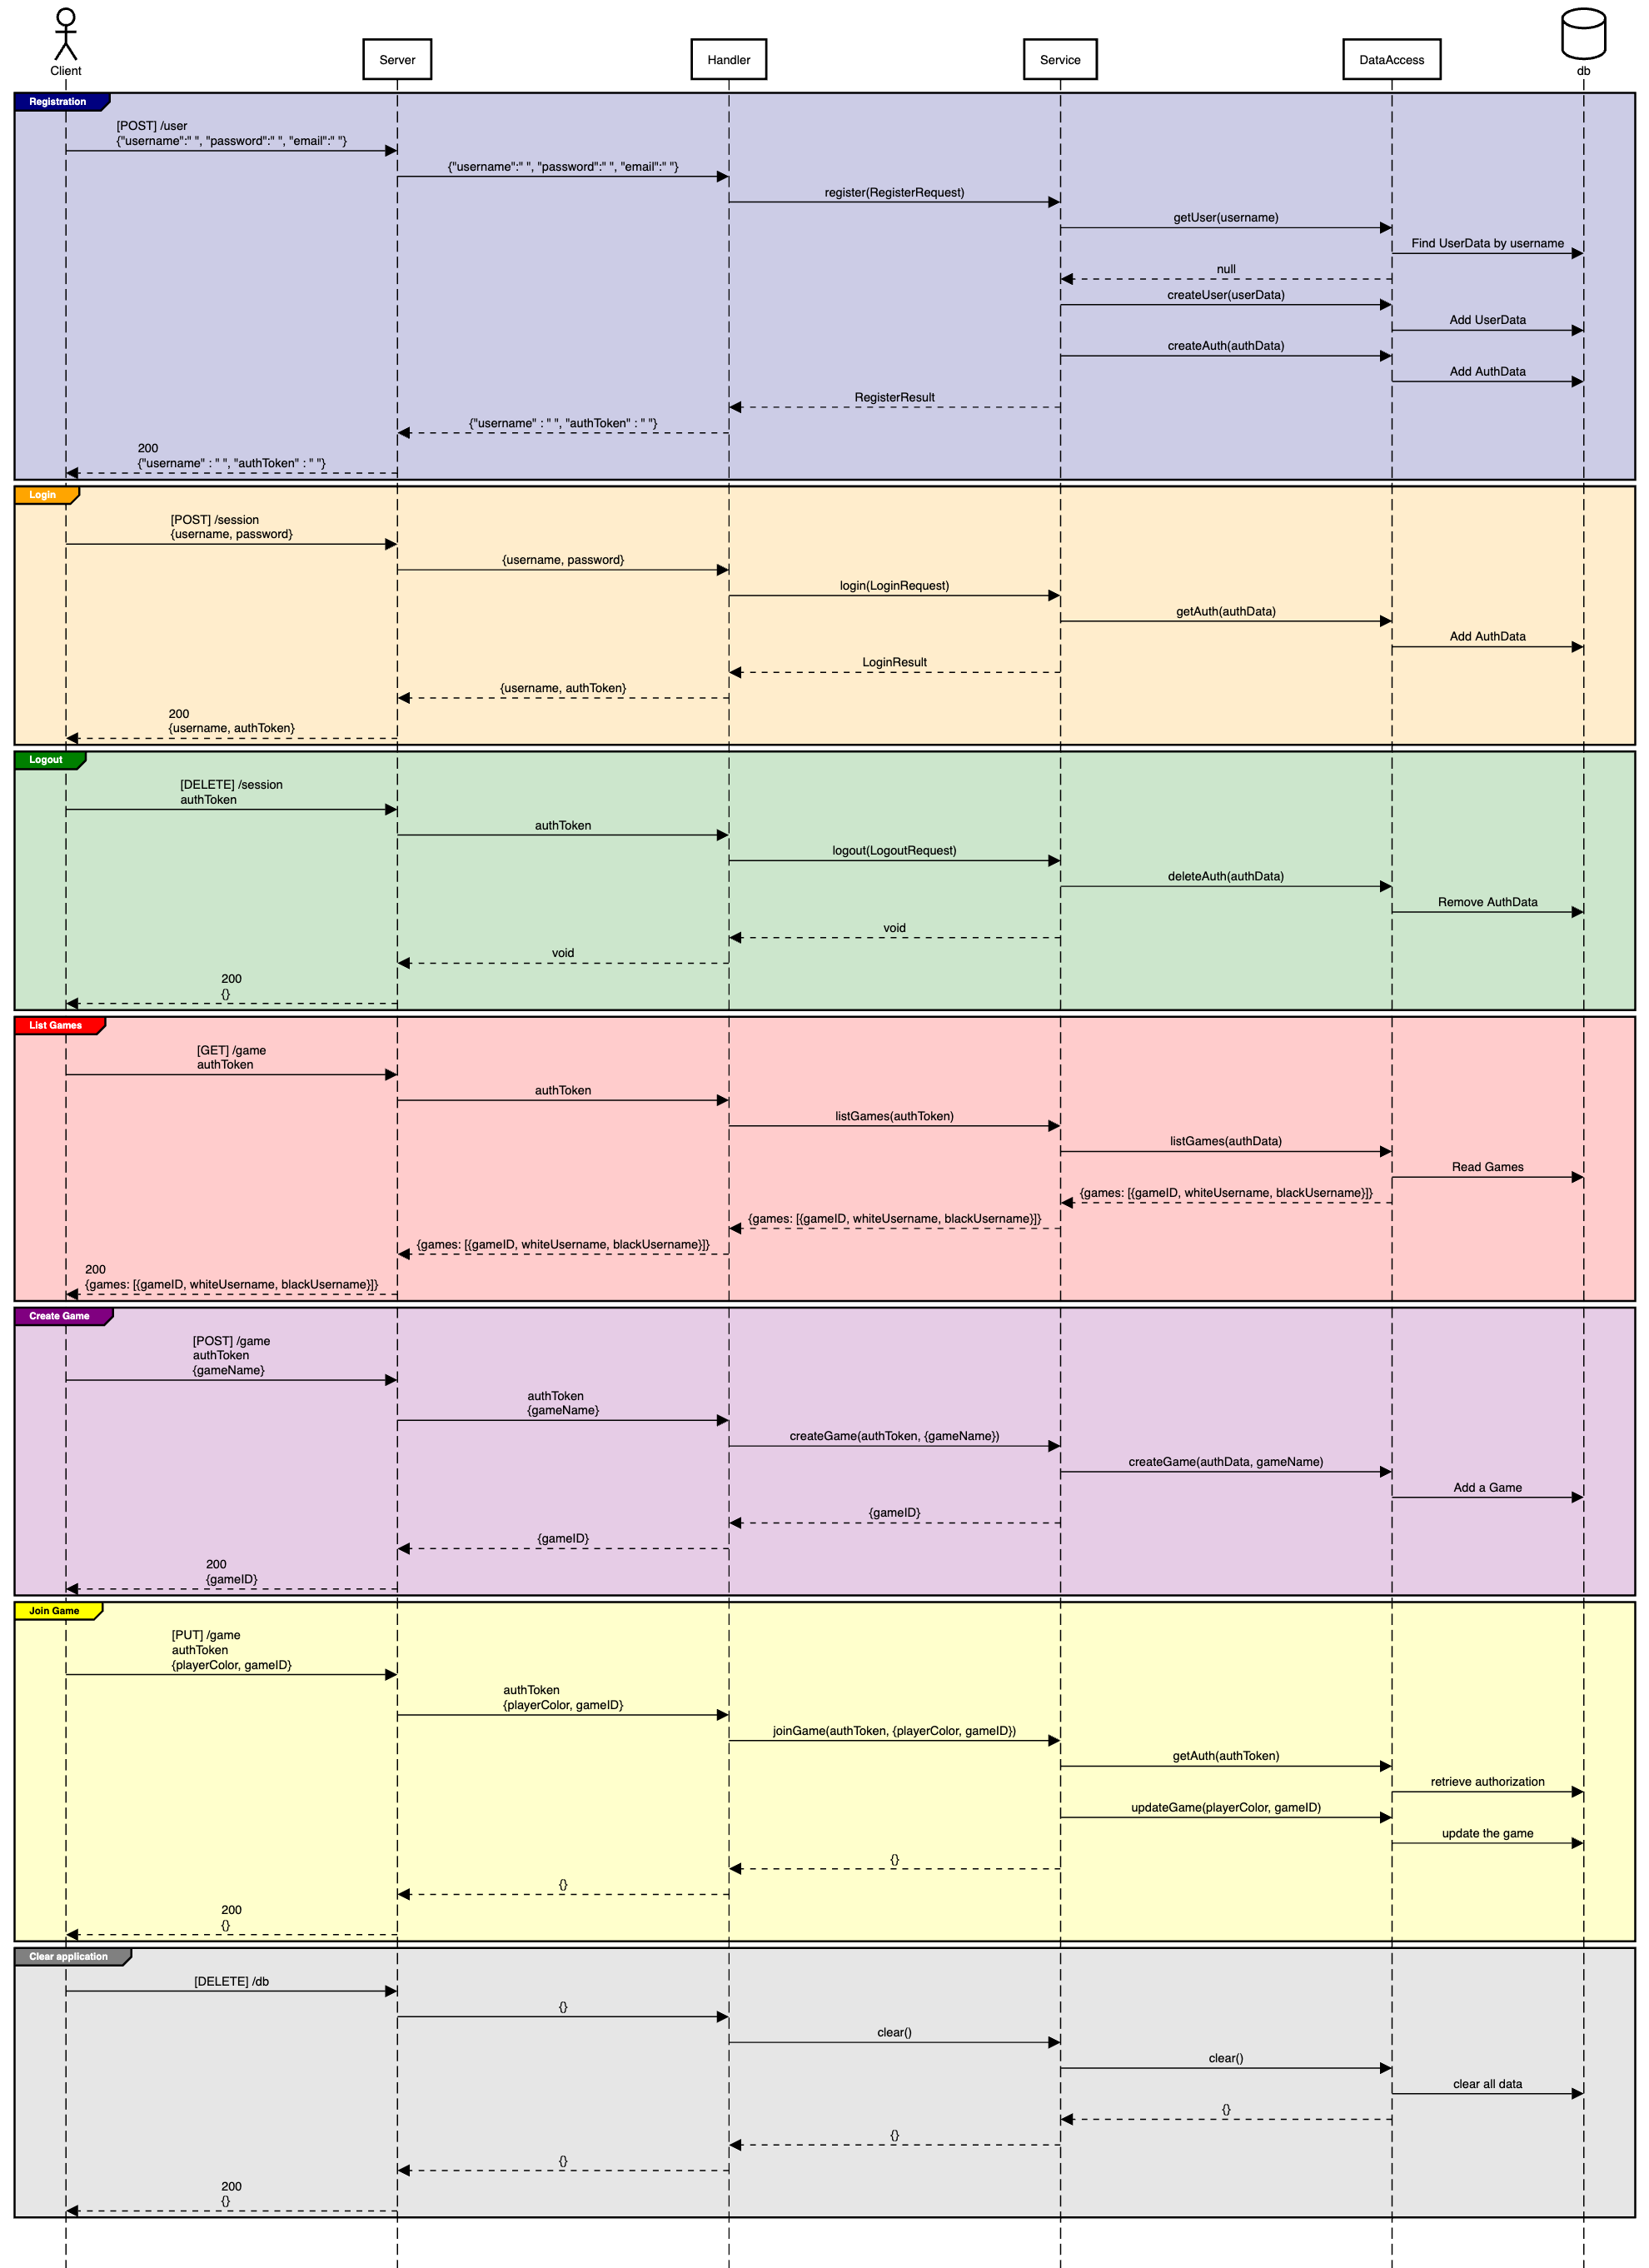 Client
Server
Handler
Service
DataAccess
db
Registration
[POST] /user
{"username":" ", "password":" ", "email":" "}
{"username":" ", "password":" ", "email":" "}
register(RegisterRequest)
getUser(username)
Find UserData by username
null
createUser(userData)
Add UserData
createAuth(authData)
Add AuthData
RegisterResult
{"username" : " ", "authToken" : " "}
200
{"username" : " ", "authToken" : " "}
Login
[POST] /session
{username, password}
{username, password}
login(LoginRequest)
getAuth(authData)
Add AuthData
LoginResult
{username, authToken}
200
{username, authToken}
Logout
[DELETE] /session
authToken
authToken
logout(LogoutRequest)
deleteAuth(authData)
Remove AuthData
void
void
200
{}
List Games
[GET] /game
authToken
authToken
listGames(authToken)
listGames(authData)
Read Games
{games: [{gameID, whiteUsername, blackUsername}]}
{games: [{gameID, whiteUsername, blackUsername}]}
{games: [{gameID, whiteUsername, blackUsername}]}
200
{games: [{gameID, whiteUsername, blackUsername}]}
Create Game
[POST] /game
authToken
{gameName}
authToken
{gameName}
createGame(authToken, {gameName})
createGame(authData, gameName)
Add a Game
{gameID}
{gameID}
200
{gameID}
Join Game
[PUT] /game
authToken
{playerColor, gameID}
authToken
{playerColor, gameID}
joinGame(authToken, {playerColor, gameID})
getAuth(authToken)
retrieve authorization
updateGame(playerColor, gameID)
update the game
{}
{}
200
{}
Clear application
[DELETE] /db
{}
clear()
clear()
clear all data
{}
{}
{}
200
{}